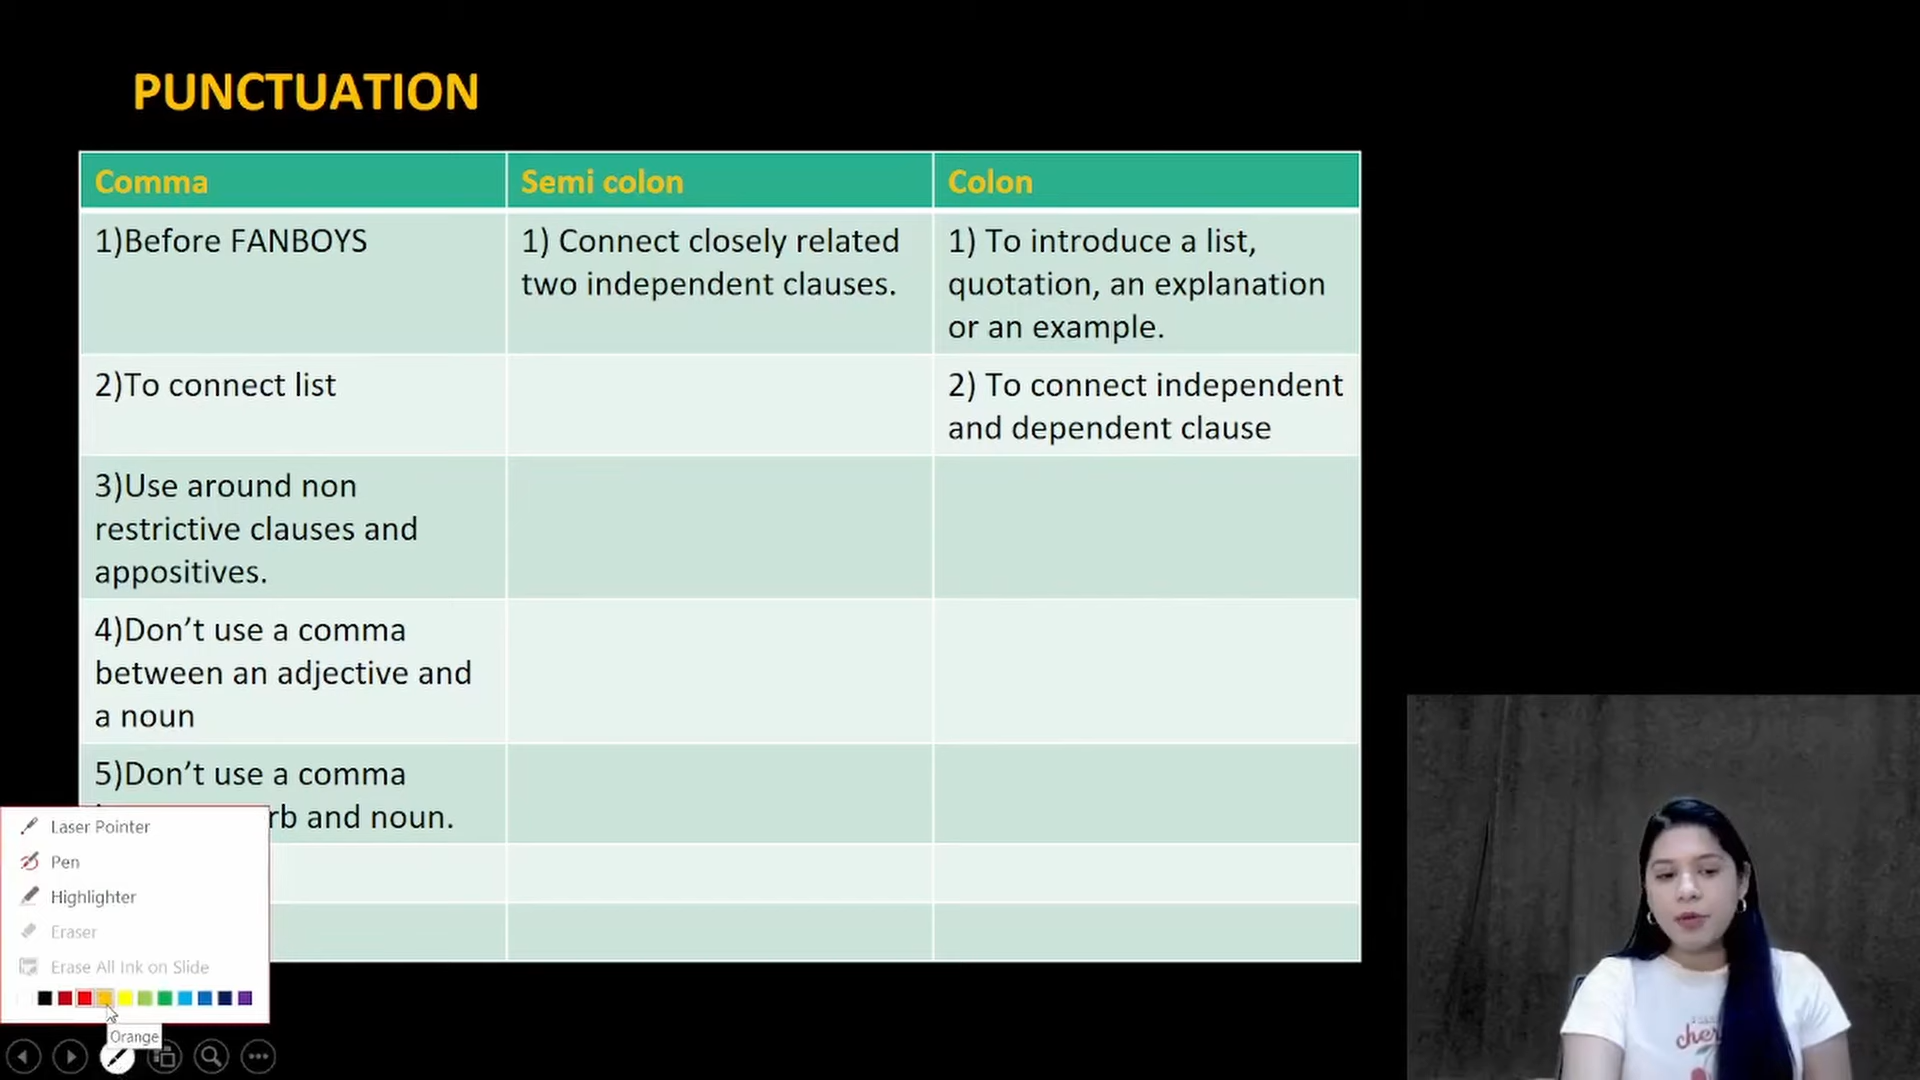 PUNCTUATION
Comma
Semi colon
Colon
1)Before FANBOYS
1) Connect closely related
two independent clauses.
1) To introduce a list,
quotation, an explanation
or an example.
2)To connect list
2) To connect independent
and dependent clause
3)Use around non
restrictive clauses and
appositives.
4)Don’t use a comma
between an adjective and
a noun
5)Don’t use a comma
and noun.
Laser Pointer
Pen
Highlighter
Eraser
Erase All Ink on Slide
Orange